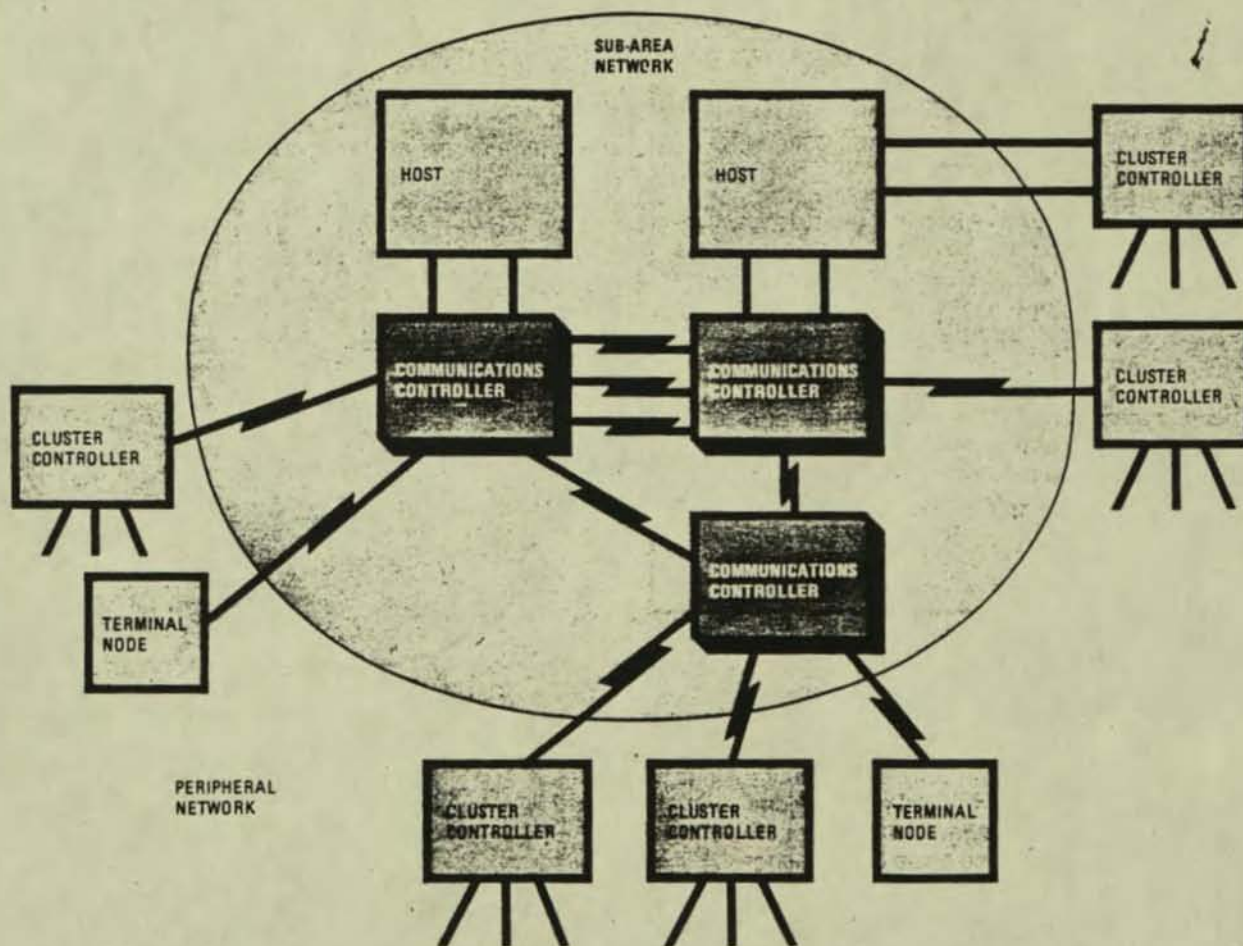 SUB-AREA
NETWORK
HOST
HOST
CLUSTER
CONTROLLER
COMMUNICATIONS
CONTROLLER
COMMUNICATIONS
CONTROLLER
CLUSTER
CONTROLLER
CLUSTER
CONTROLLER
COMMUNICATIONS
CONTROLLER
TERMINAL
NODE
PERIPHERAL
NETWORK
CLUSTER
CONTROLLER
CLUSTER
CONTROLLER
TERMINAL
NODE